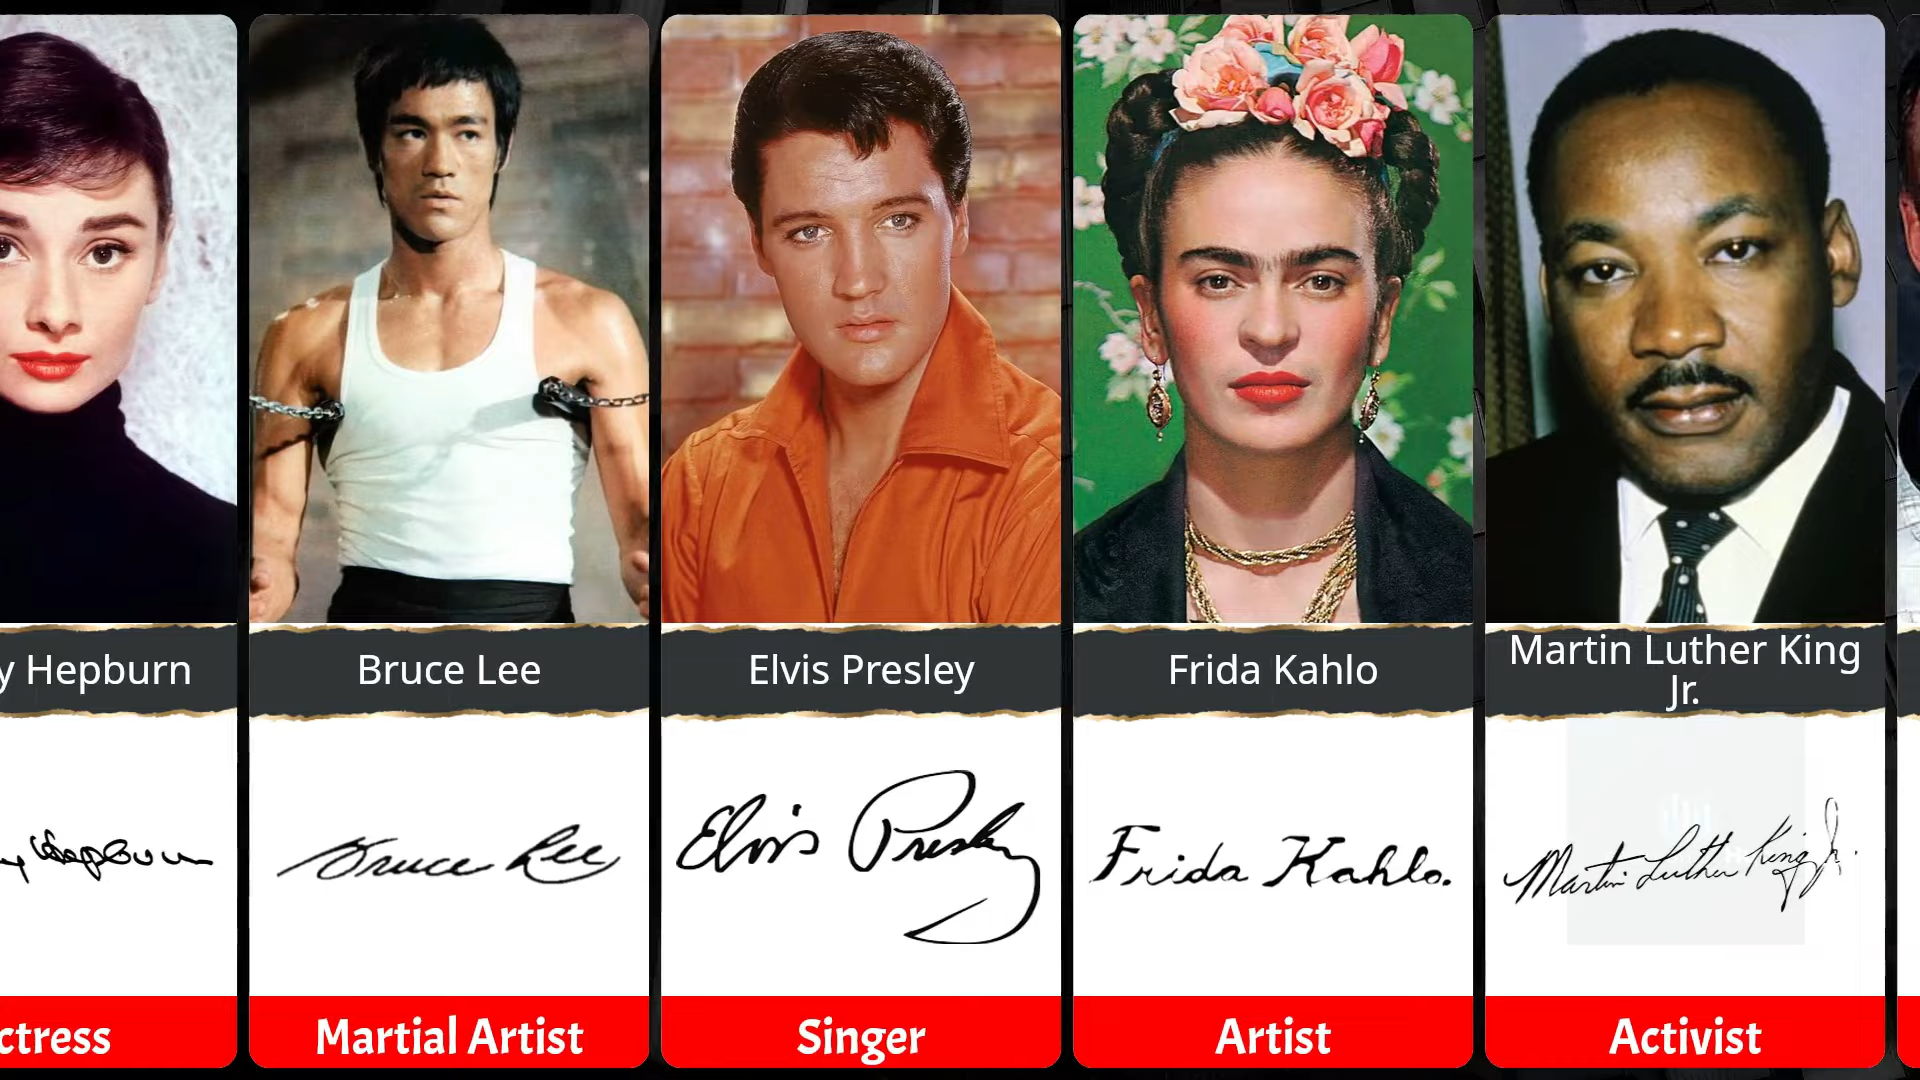 y Hepburn
Bruce Lee
Elvis Presley
Frida Kahlo
Martin Luther King
Jr.
y Hepburn
Bruce Lee
Elvis Presley
Frida Kahlo.
Martin Luther King Jr.
ctress
Martial Artist
Singer
Artist
Activist